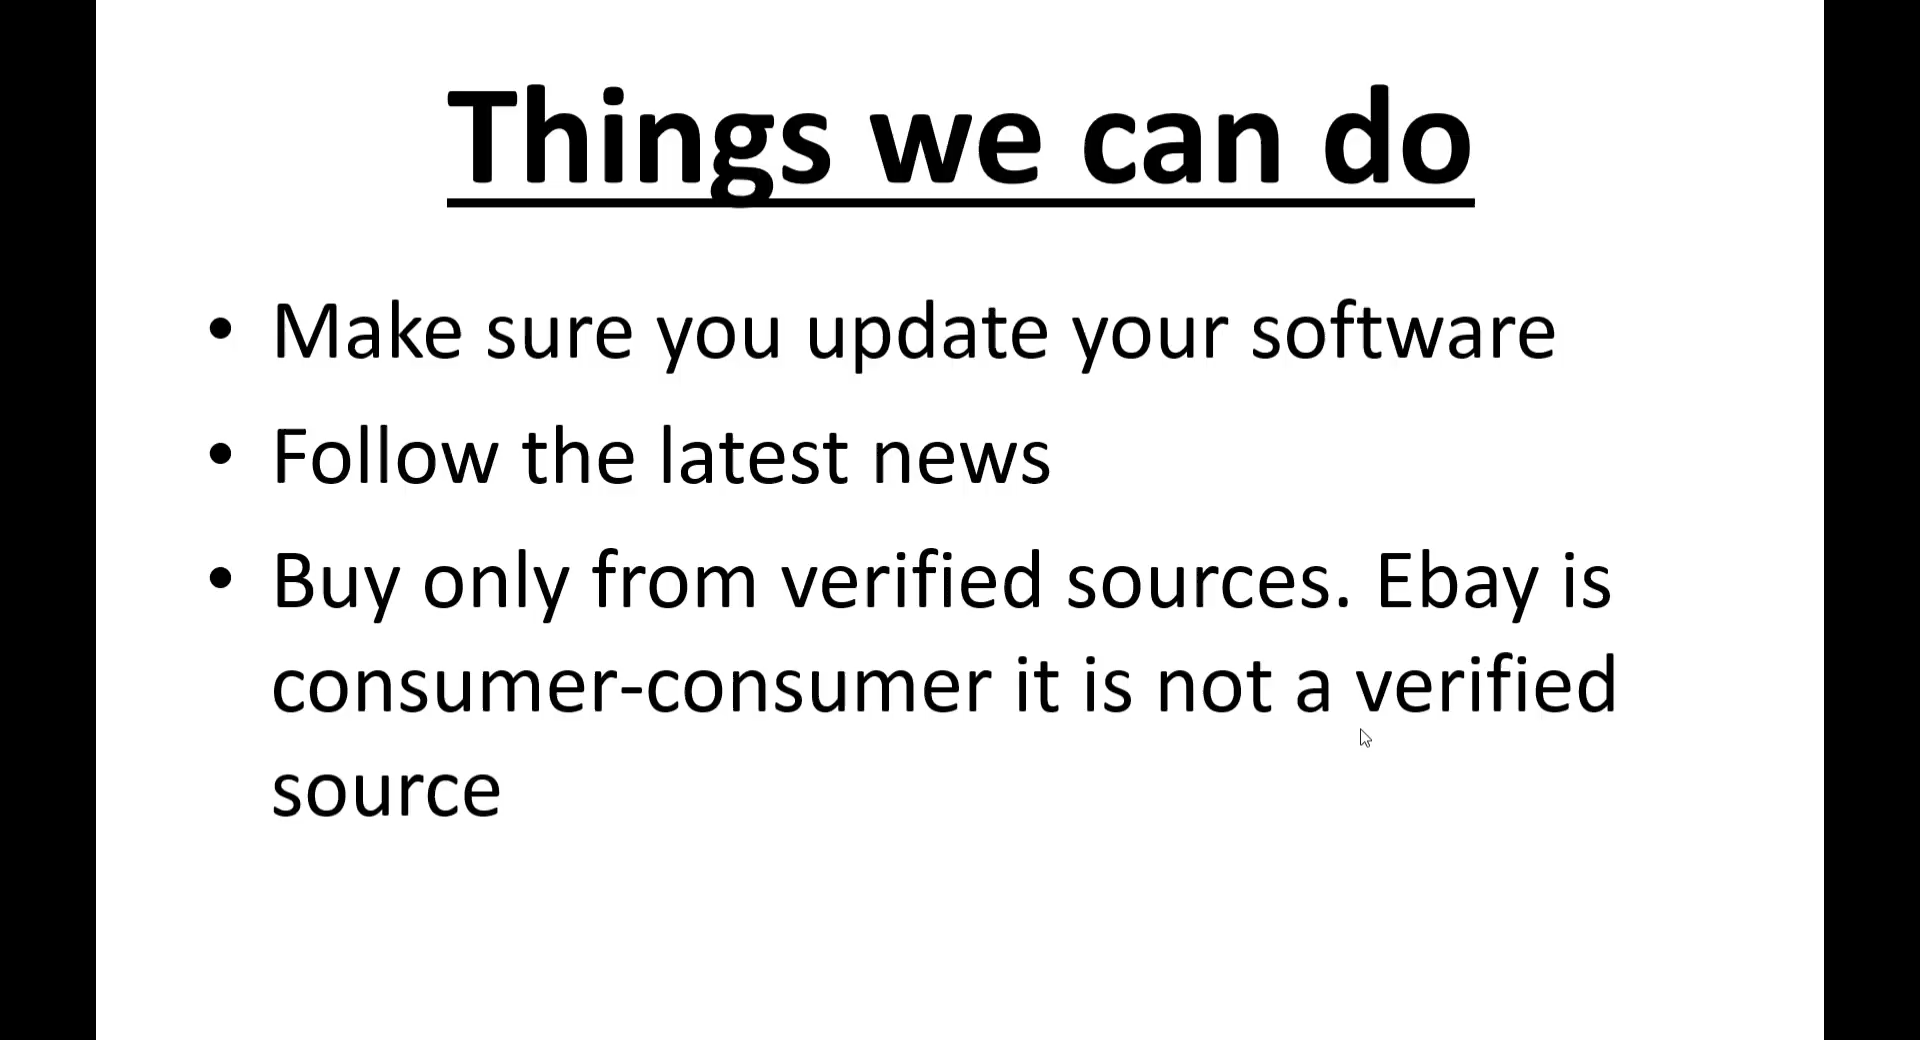 Things we can do
• Make sure you update your software
• Follow the latest news
• Buy only from verified sources. Ebay is
consumer-consumer it is not a verified
source